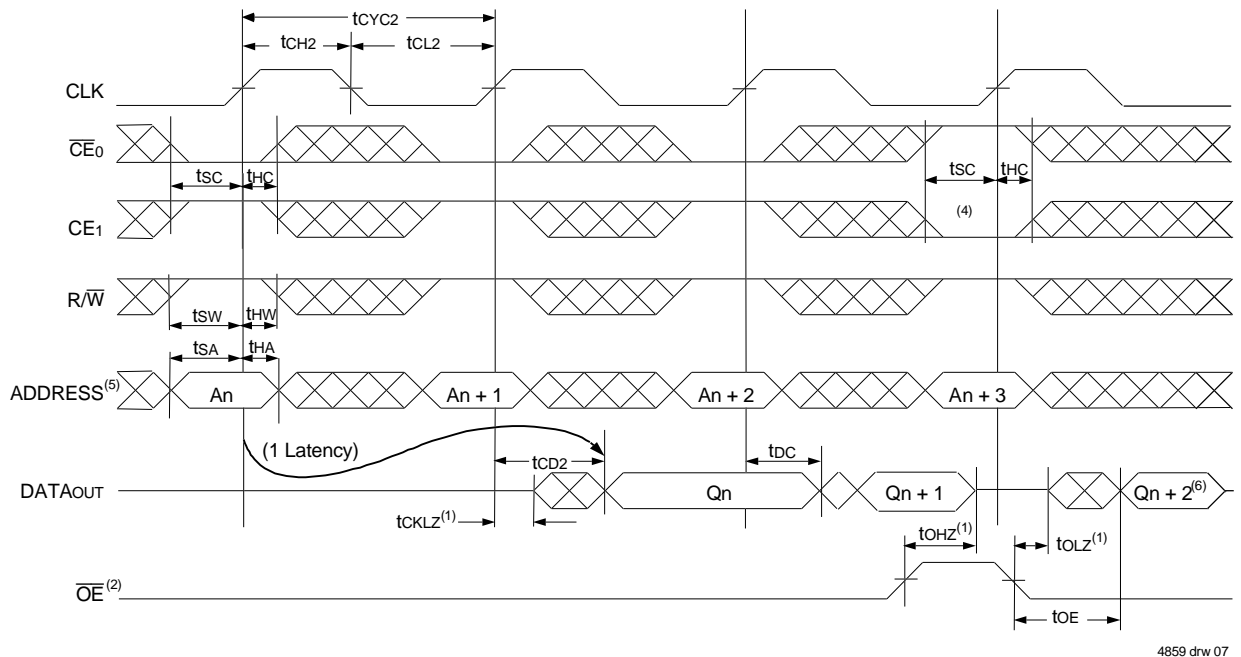 tCYC2
tCH2
tCL2
CLK
CE0
tSC
tHC
tSC
tHC
CE1
(4)
R/W
tSW
tHW
tSA
tHA
ADDRESS(5)
An
An + 1
An + 2
An + 3
(1 Latency)
tCD2
tDC
DATAOUT
Qn
Qn + 1
Qn + 2(6)
tCKLZ(1)
tOHZ(1)
tOLZ(1)
OE(2)
tOE
4859 drw 07